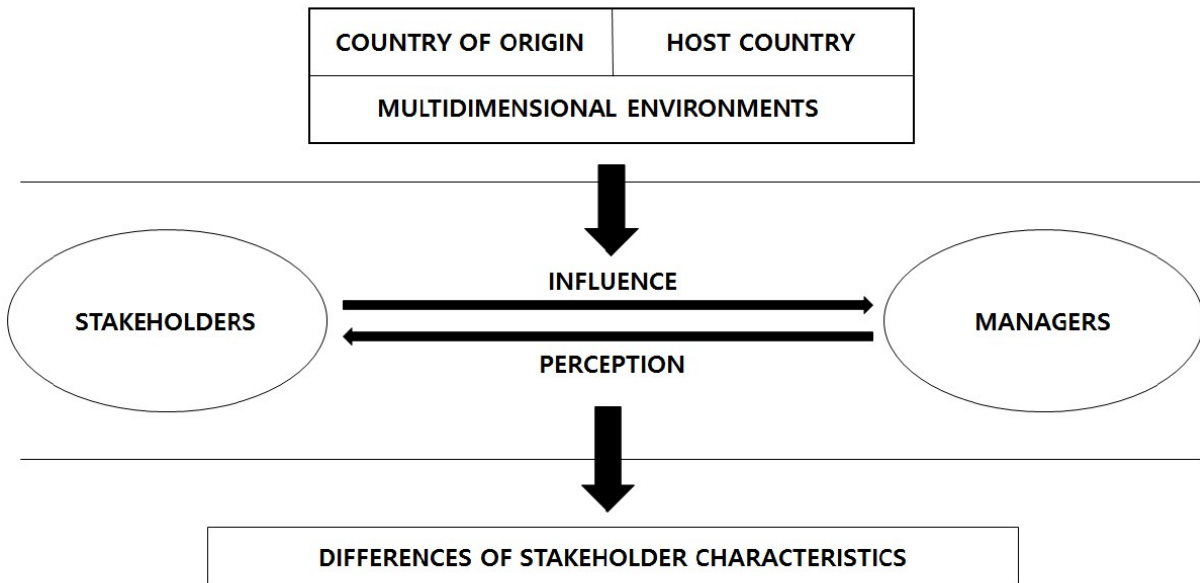 COUNTRY OF ORIGIN
HOST COUNTRY
MULTIDIMENSIONAL ENVIRONMENTS
INFLUENCE
STAKEHOLDERS
MANAGERS
PERCEPTION
DIFFERENCES OF STAKEHOLDER CHARACTERISTICS